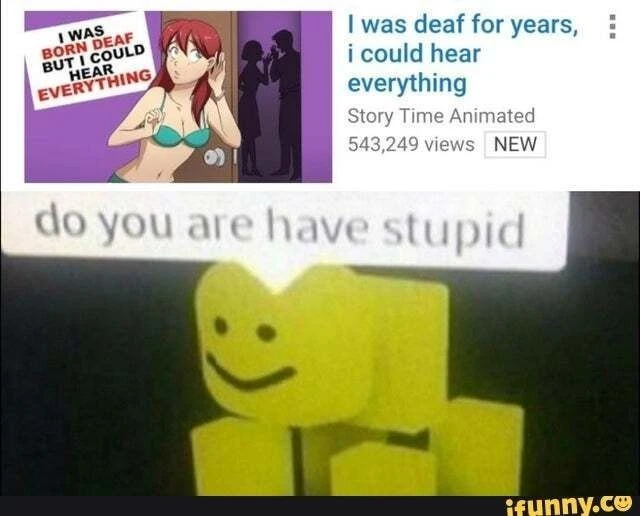 I WAS
BORN DEAF
BUT I COULD
HEAR
EVERYTHING
I was deaf for years,
i could hear
everything
Story Time Animated
543,249 views NEW
do you are have stupid
ifunny.co